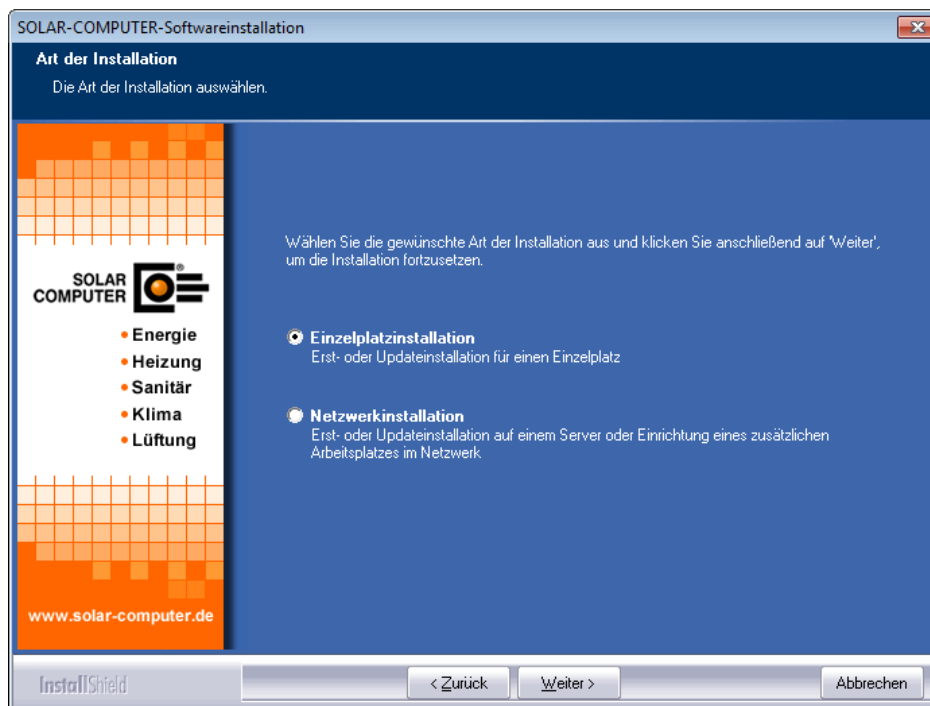 SOLAR-COMPUTER-Softwareinstallation
Art der Installation
Die Art der Installation auswählen.
Wählen Sie die gewünschte Art der Installation aus und klicken Sie anschließend auf 'Weiter',
um die Installation fortzusetzen.
SOLAR
COMPUTER
®
• Energie
• Heizung
• Sanitär
• Klima
• Lüftung
Einzelplatzinstallation
Erst- oder Updateinstallation für einen Einzelplatz
Netzwerkinstallation
Erst- oder Updateinstallation auf einem Server oder Einrichtung eines zusätzlichen
Arbeitsplatzes im Netzwerk
www.solar-computer.de
InstallShield
< Zurück
Weiter >
Abbrechen